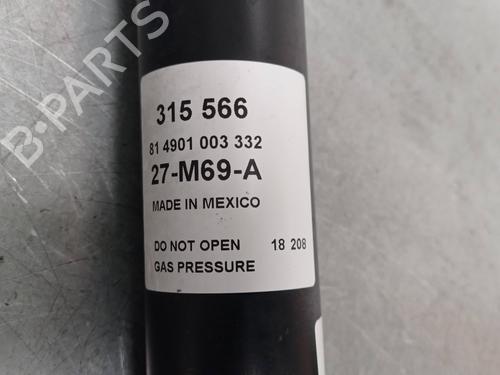 315 566
81 4901 003 332
27-M69-A
MADE IN MEXICO
DO NOT OPEN 18 208
GAS PRESSURE
B-PARTS